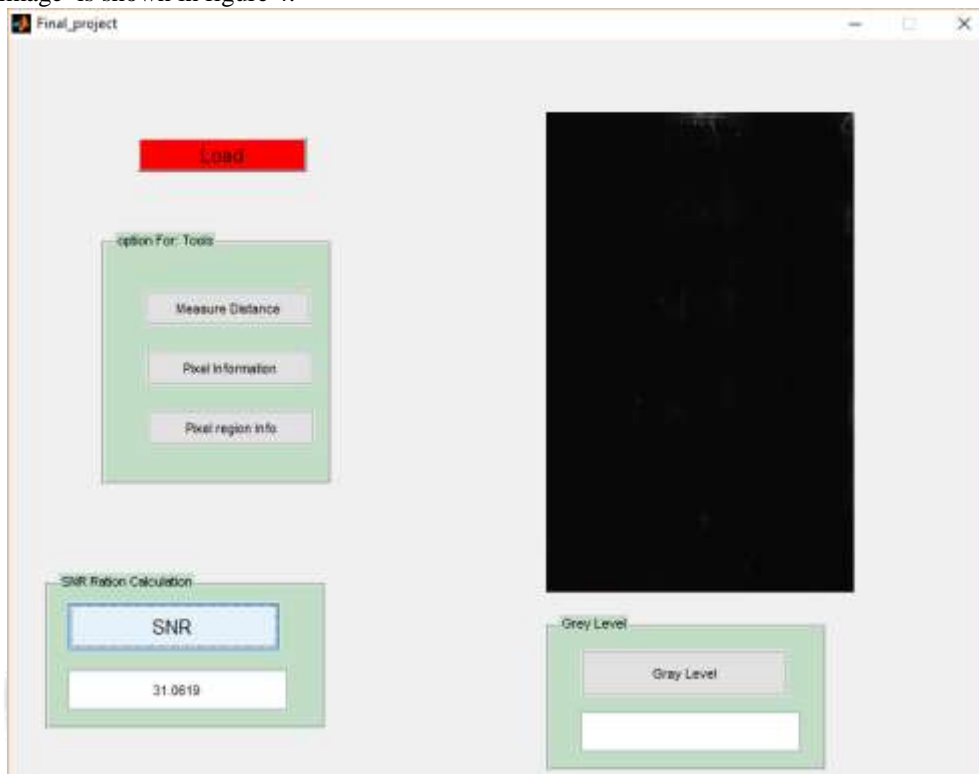 image is shown in figure 4.
Final_project
Load
option For: Tools
Measure Distance
Pixel Information
Pixel region info
SNR Ration Calculation
SNR
31.0619
Grey Level
Gray Level